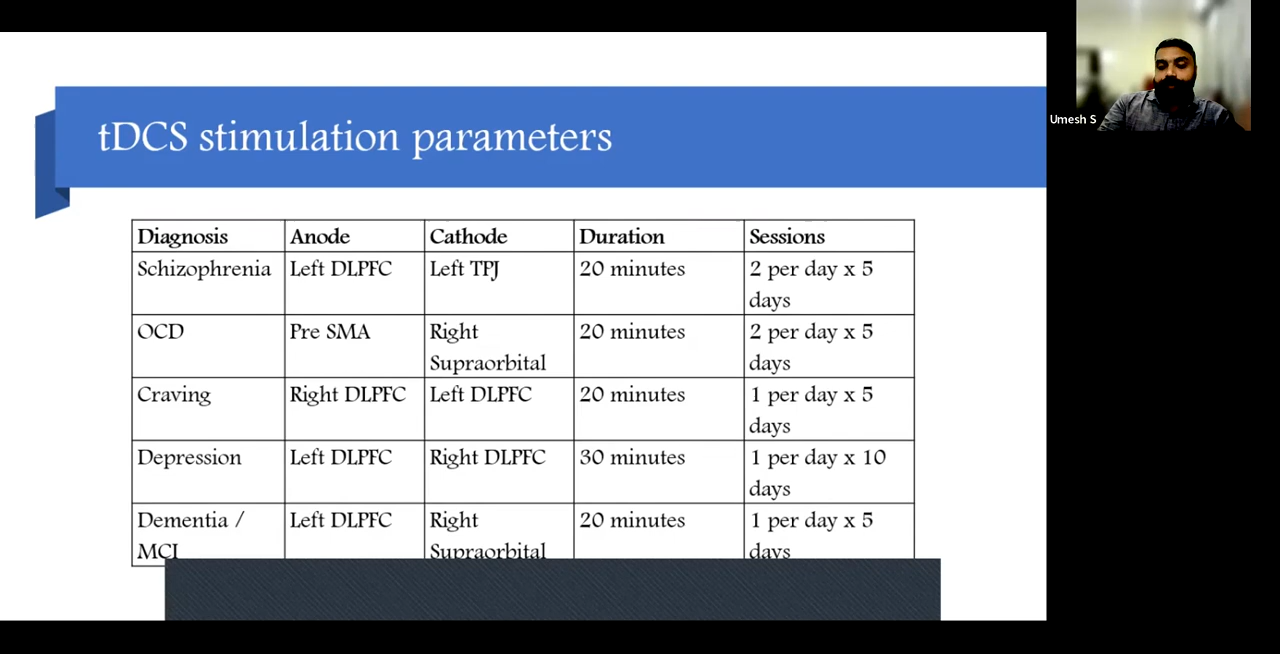 tDCS stimulation parameters
Umesh S
Diagnosis Anode Cathode Duration Sessions
Schizophrenia Left DLPFC Left TPJ 20 minutes 2 per day x 5
days
OCD Pre SMA Right 20 minutes 2 per day x 5
Supraorbital days
Craving Right DLPFC Left DLPFC 20 minutes 1 per day x 5
days
Depression Left DLPFC Right DLPFC 30 minutes 1 per day x 10
days
Dementia / Left DLPFC Right 20 minutes 1 per day x 5
MCI Supraorbital days